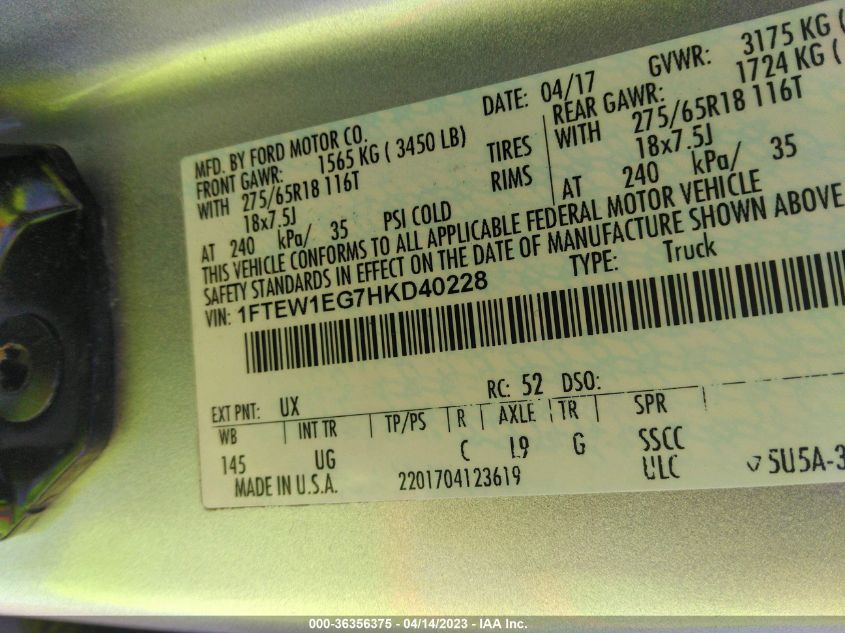 MFD. BY FORD MOTOR CO. DATE: 04/17 GVWR: 3175 KG (
FRONT GAWR: 1565 KG ( 3450 LB) REAR GAWR: 1724 KG (
WITH 275/65R18 116T TIRES WITH 275/65R18 116T
18x7.5J RIMS 18x7.5J
AT 240 kPa/ 35 PSI COLD AT 240 kPa/ 35
THIS VEHICLE CONFORMS TO ALL APPLICABLE FEDERAL MOTOR VEHICLE
SAFETY STANDARDS IN EFFECT ON THE DATE OF MANUFACTURE SHOWN ABOVE
VIN: 1FTEW1EG7HKD40228 TYPE: Truck
EXT PNT: UX RC: 52 DSO:
WB INT TR TP/PS R AXLE TR SPR
145 UG C L9 G SSCC
MADE IN U.S.A. 2201704123619 ULC 5U5A-3
000-36356375 - 04/14/2023 - IAA Inc.